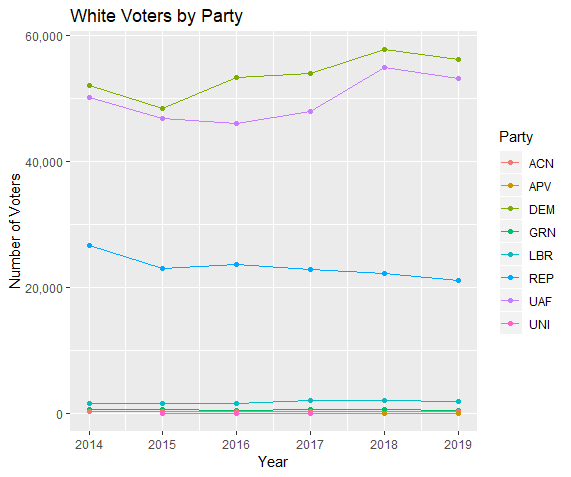 White Voters by Party
60,000
40,000
20,000
0
Number of Voters
2014 2015 2016 2017 2018 2019
Year
Party
ACN
APV
DEM
GRN
LBR
REP
UAF
UNI